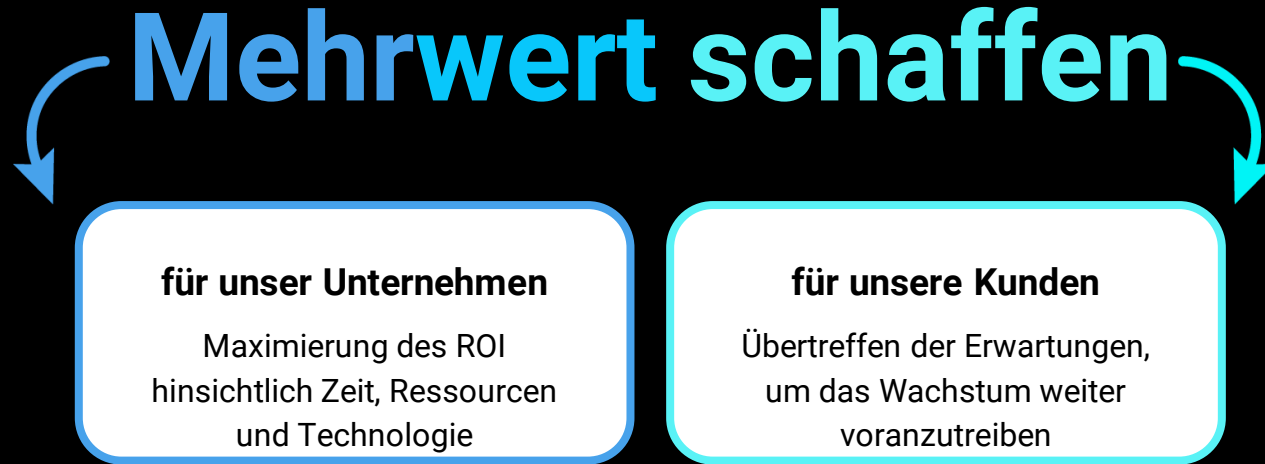 Mehrwert schaffen
für unser Unternehmen
Maximierung des ROI
hinsichtlich Zeit, Ressourcen
und Technologie
für unsere Kunden
Übertreffen der Erwartungen,
um das Wachstum weiter
voranzutreiben